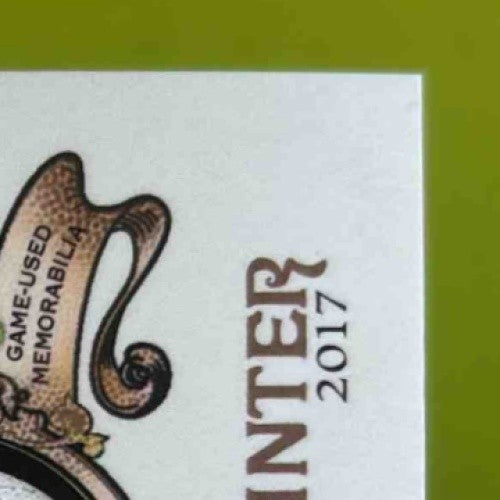 GAME-USED
MEMORABILIA
INTER
2017